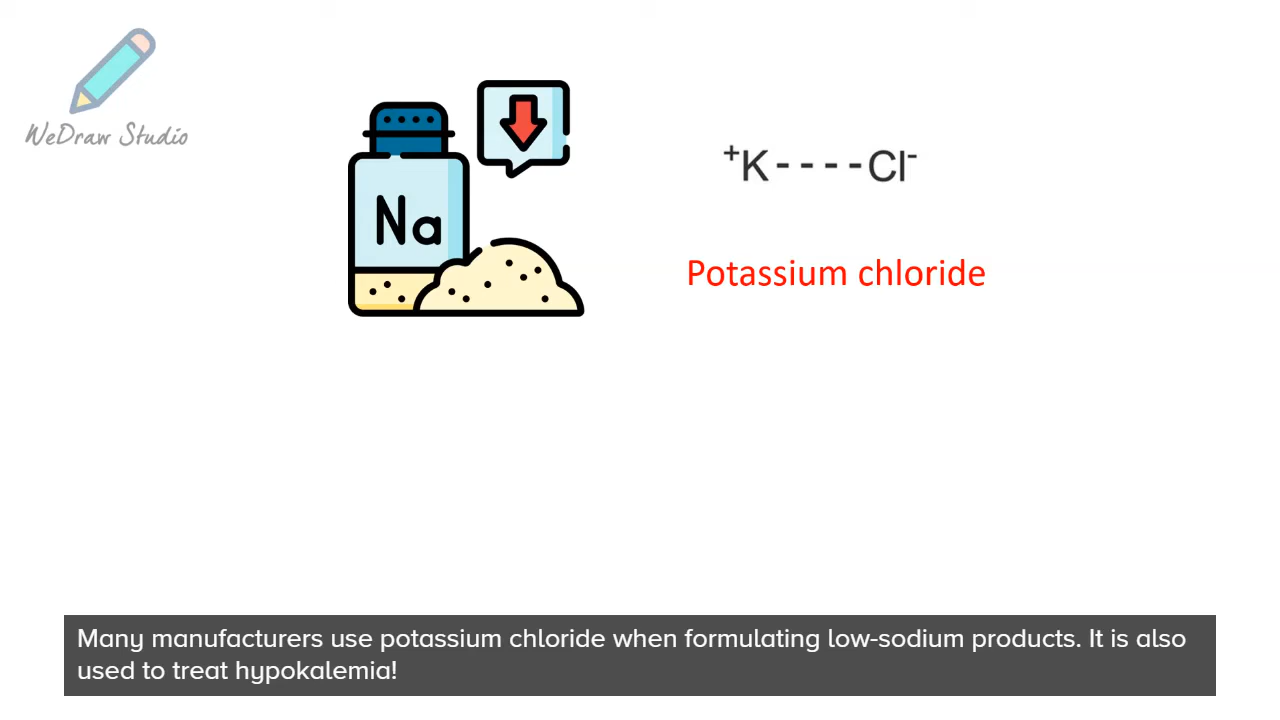 WeDraw Studio
Na
+K----Cl-
Potassium chloride
Many manufacturers use potassium chloride when formulating low-sodium products. It is also
used to treat hypokalemia!